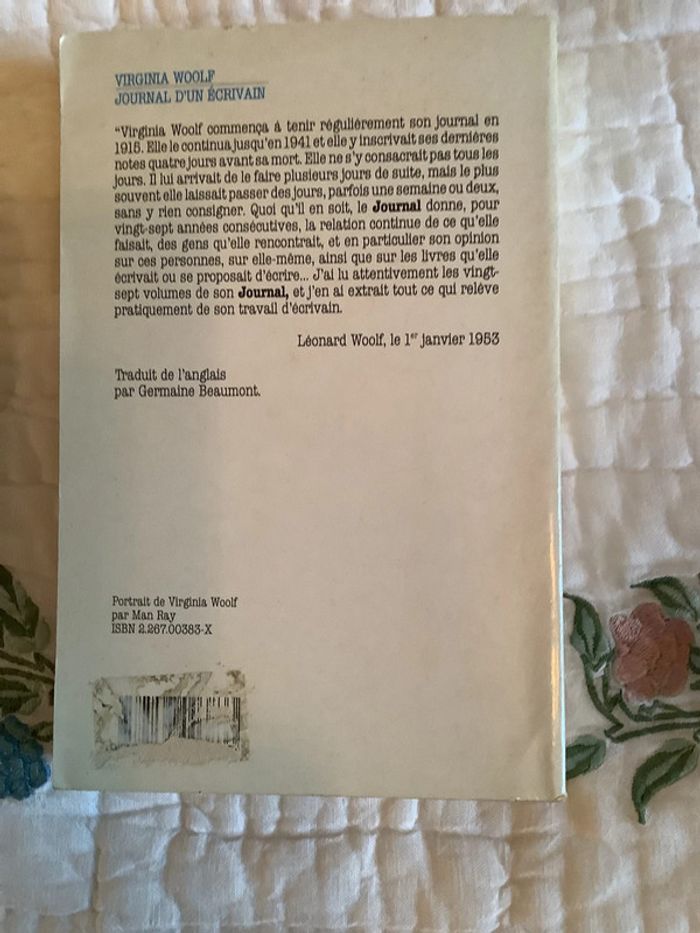 VIRGINIA WOOLF
JOURNAL D'UN ÉCRIVAIN
"Virginia Woolf commença à tenir régulièrement son journal en
1915. Elle le continua jusqu'en 1941 et elle y inscrivait ses dernières
notes quatre jours avant sa mort. Elle ne s'y consacrait pas tous les
jours. Il lui arrivait de le faire plusieurs jours de suite, mais le plus
souvent elle laissait passer des jours, parfois une semaine ou deux,
sans y rien consigner. Quoi qu'il en soit, le Journal donne, pour
vingt-sept années consécutives, la relation continue de ce qu'elle
faisait, des gens qu'elle rencontrait, et en particulier son opinion
sur ces personnes, sur elle-même, ainsi que sur les livres qu'elle
écrivait ou se proposait d'écrire... J'ai lu attentivement les vingt-
sept volumes de son Journal, et j'en ai extrait tout ce qui relève
pratiquement de son travail d'écrivain.
Léonard Woolf, le 1er janvier 1953
Traduit de l'anglais
par Germaine Beaumont.
Portrait de Virginia Woolf
par Man Ray
ISBN 2.267.00383-X